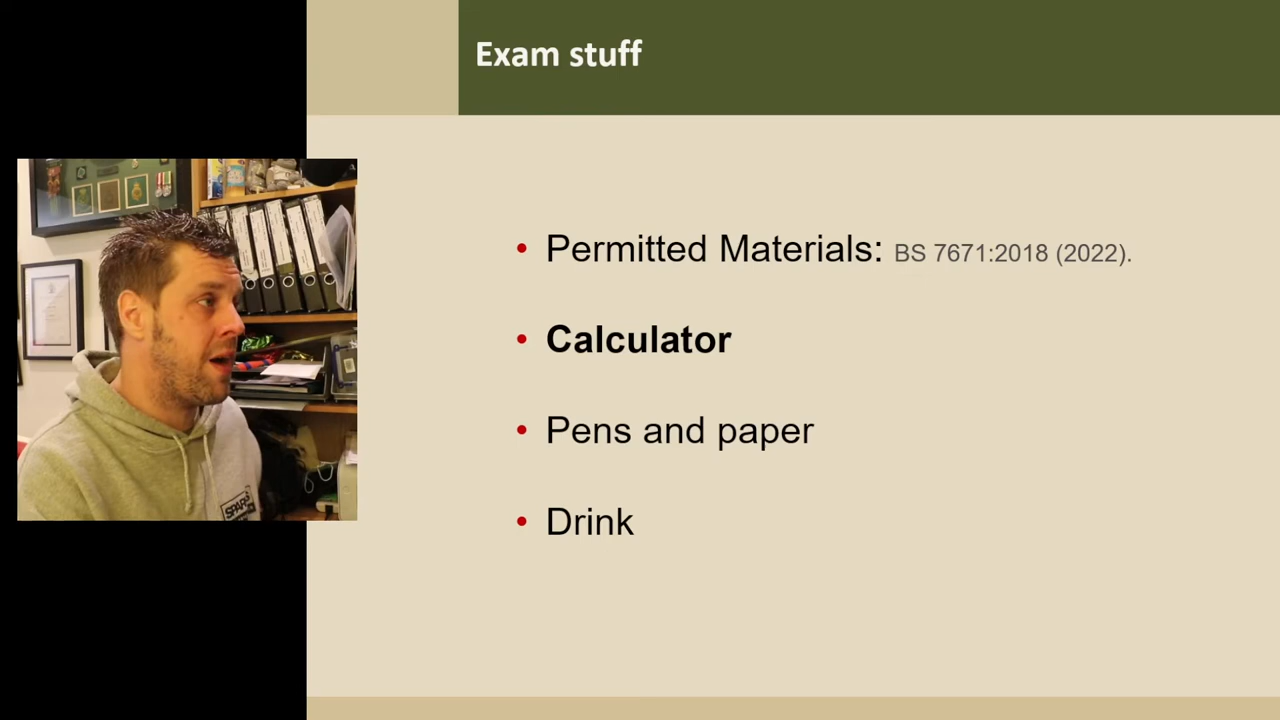 Exam stuff
• Permitted Materials: BS 7671:2018 (2022).
• Calculator
• Pens and paper
• Drink